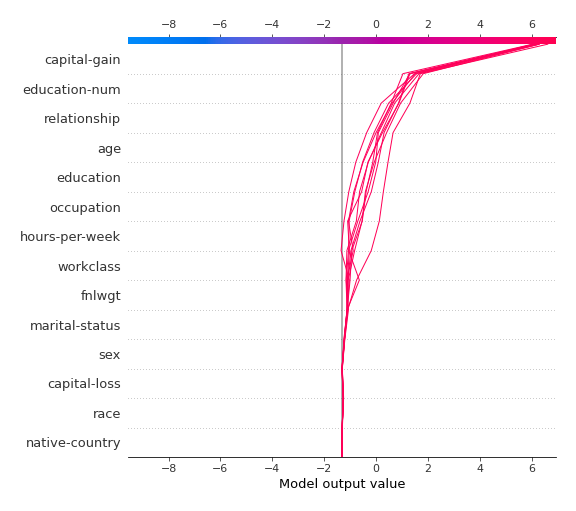 −8 −6 −4 −2 0 2 4 6
capital-gain
education-num
relationship
age
education
occupation
hours-per-week
workclass
fnlwgt
marital-status
sex
capital-loss
race
native-country
−8 −6 −4 −2 0 2 4 6
Model output value